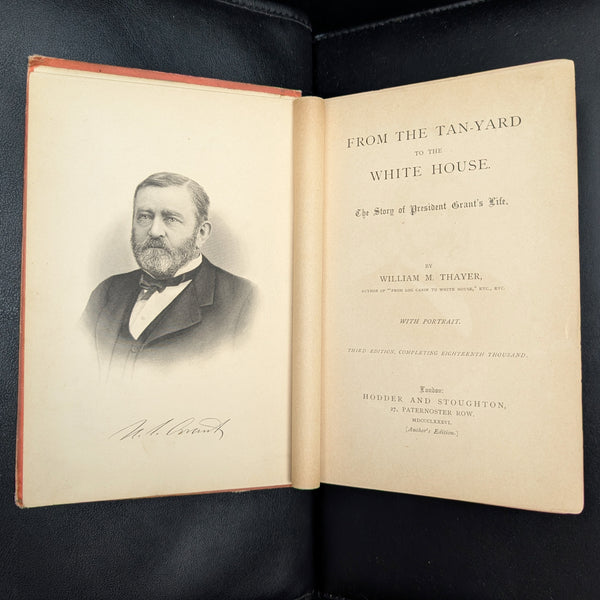 U. S. Grant
FROM THE TAN-YARD
TO THE
WHITE HOUSE.
The Story of President Grant's Life.
BY
WILLIAM M. THAYER,
AUTHOR OF "FROM LOG CABIN TO WHITE HOUSE," ETC., ETC.
WITH PORTRAIT.
THIRD EDITION, COMPLETING EIGHTEENTH THOUSAND.
London:
HODDER AND STOUGHTON,
27, PATERNOSTER ROW.
MDCCCLXXXVI.
[Author's Edition.]